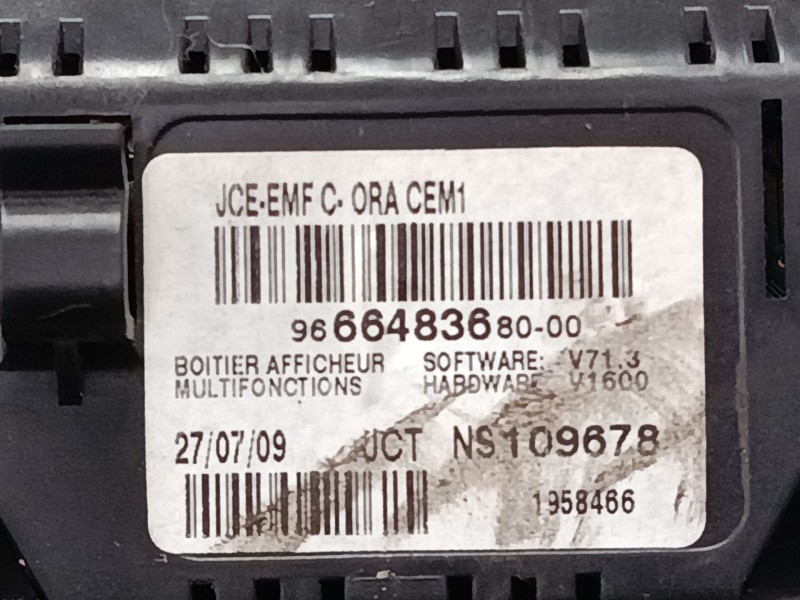 JCE-EMF C- ORA CEM1
9666483680-00
BOITIER AFFICHEUR SOFTWARE: V71.3
MULTIFONCTIONS HARDWARE V1600
27/07/09 UCT NS109678
1958466